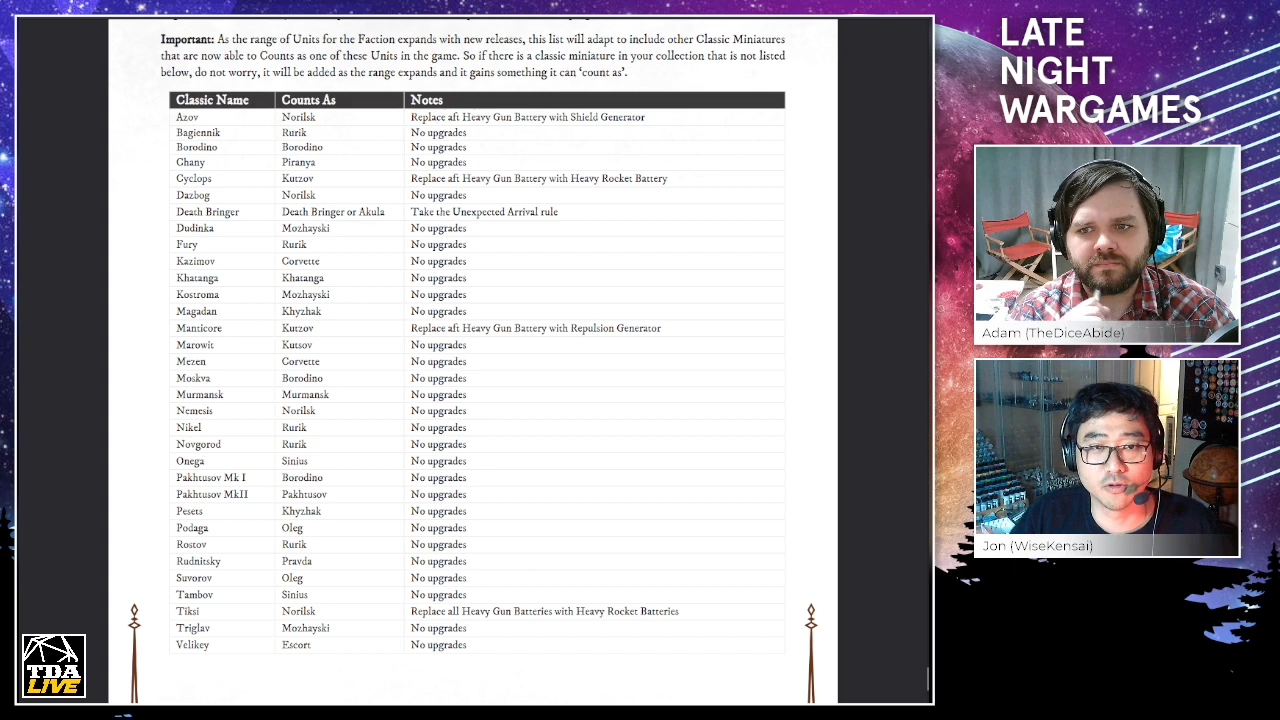 Important: As the range of Units for the Faction expands with new releases, this list will adapt to include other Classic Miniatures
that are now able to Counts as one of these Units in the game. So if there is a classic miniature in your collection that is not listed
below, do not worry, it will be added as the range expands and it gains something it can ‘count as’.
Classic Name Counts As Notes
Azov Norilsk Replace aft Heavy Gun Battery with Shield Generator
Bagiennik Rurik No upgrades
Borodino Borodino No upgrades
Chany Piranya No upgrades
Cyclops Kutzov Replace aft Heavy Gun Battery with Heavy Rocket Battery
Dazbog Norilsk No upgrades
Death Bringer Death Bringer or Akula Take the Unexpected Arrival rule
Dudinka Mozhayski No upgrades
Fury Rurik No upgrades
Kazimov Corvette No upgrades
Khatanga Khatanga No upgrades
Kostroma Mozhayski No upgrades
Magadan Khyzhak No upgrades
Manticore Kutzov Replace aft Heavy Gun Battery with Repulsion Generator
Marowit Kutsov No upgrades
Mezen Corvette No upgrades
Moskva Borodino No upgrades
Murmansk Murmansk No upgrades
Nemesis Norilsk No upgrades
Nikel Rurik No upgrades
Novgorod Rurik No upgrades
Onega Sinius No upgrades
Pakhtusov Mk I Borodino No upgrades
Pakhtusov MkII Pakhtusov No upgrades
Pesets Khyzhak No upgrades
Podaga Oleg No upgrades
Rostov Rurik No upgrades
Rudnitsky Pravda No upgrades
Suvorov Oleg No upgrades
Tambov Sinius No upgrades
Tiksi Norilsk Replace all Heavy Gun Batteries with Heavy Rocket Batteries
Triglav Mozhayski No upgrades
Velikey Escort No upgrades
TDA
LIVE
LATE
NIGHT
WARGAMES
Adam (TheDiceAbide)
Jon (WiseKensai)